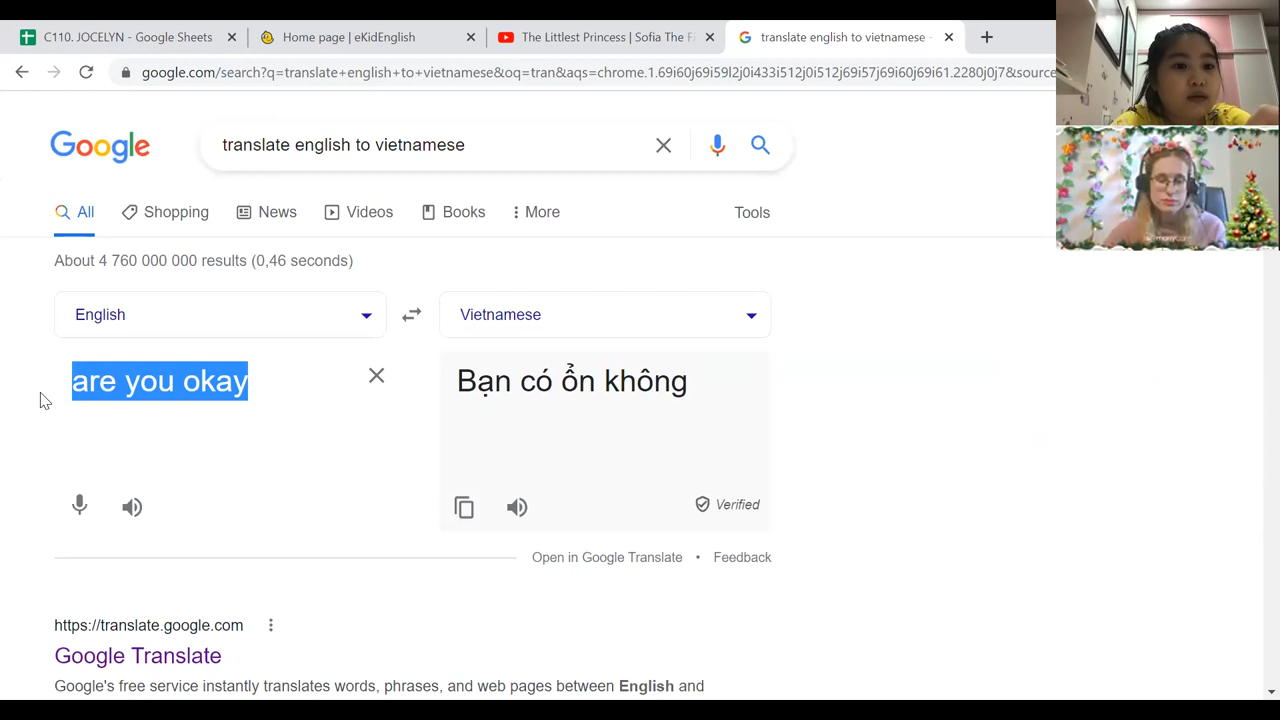 C110. JOCELYN - Google Sheets
Home page | eKidEnglish
The Littlest Princess | Sofia The Fi
translate english to vietnamese -
google.com/search?q=translate+english+to+vietnamese&oq=tran&aqs=chrome.1.69i60j69i59l2j0i433i512j0i512j69i57j69i60j69i61.2280j0j7&source
Google
translate english to vietnamese
All
Shopping
News
Videos
Books
More
Tools
About 4 760 000 000 results (0,46 seconds)
English
Vietnamese
are you okay
Bạn có ổn không
Verified
Open in Google Translate • Feedback
https://translate.google.com
Google Translate
Google's free service instantly translates words, phrases, and web pages between English and